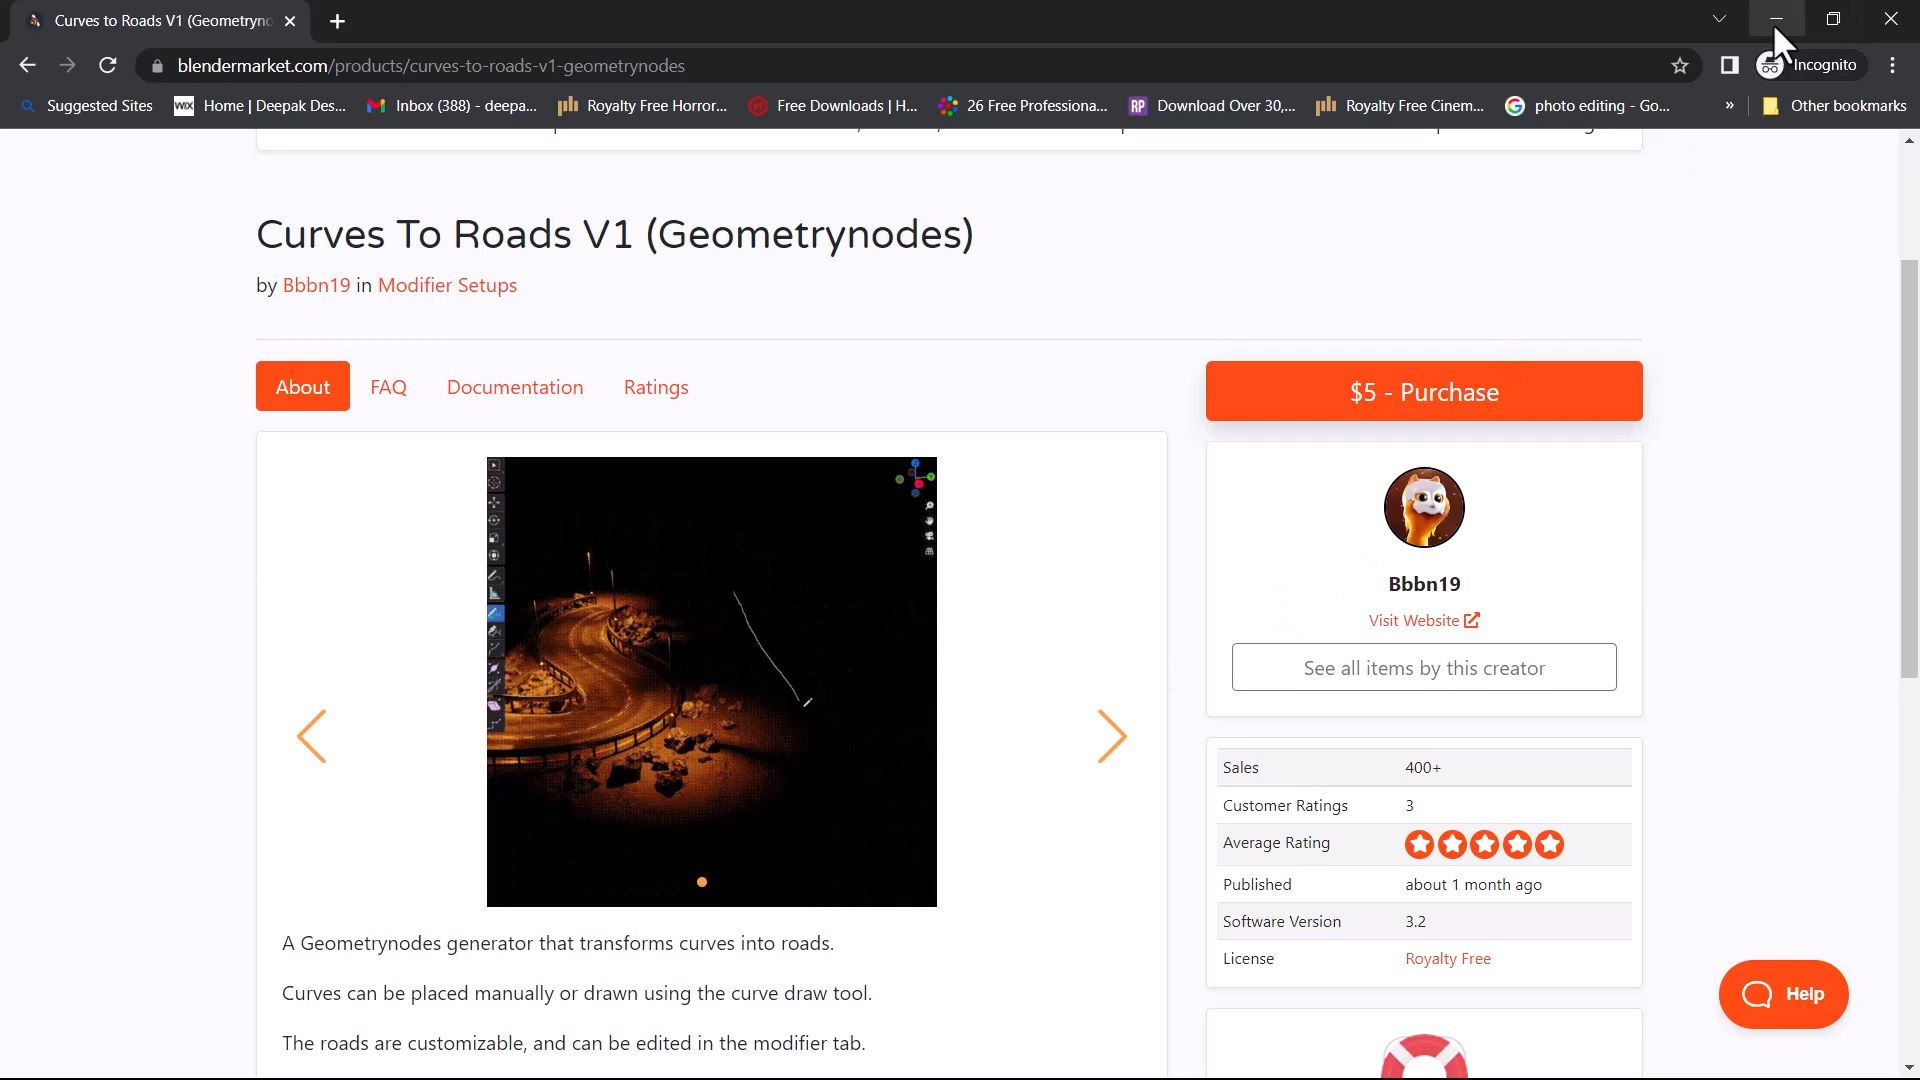 Curves to Roads V1 (Geometryno
blendermarket.com/products/curves-to-roads-v1-geometrynodes
Incognito
Suggested Sites
WIX Home | Deepak Des...
Inbox (388) - deepa...
Royalty Free Horror...
Free Downloads | H...
26 Free Professiona...
RP Download Over 30,...
Royalty Free Cinem...
photo editing - Go...
»
Other bookmarks
Curves To Roads V1 (Geometrynodes)
by Bbbn19 in Modifier Setups
About FAQ Documentation Ratings
$5 - Purchase
Bbbn19
Visit Website
See all items by this creator
Sales 400+
Customer Ratings 3
Average Rating
Published about 1 month ago
Software Version 3.2
License Royalty Free
A Geometrynodes generator that transforms curves into roads.
Curves can be placed manually or drawn using the curve draw tool.
The roads are customizable, and can be edited in the modifier tab.
Help